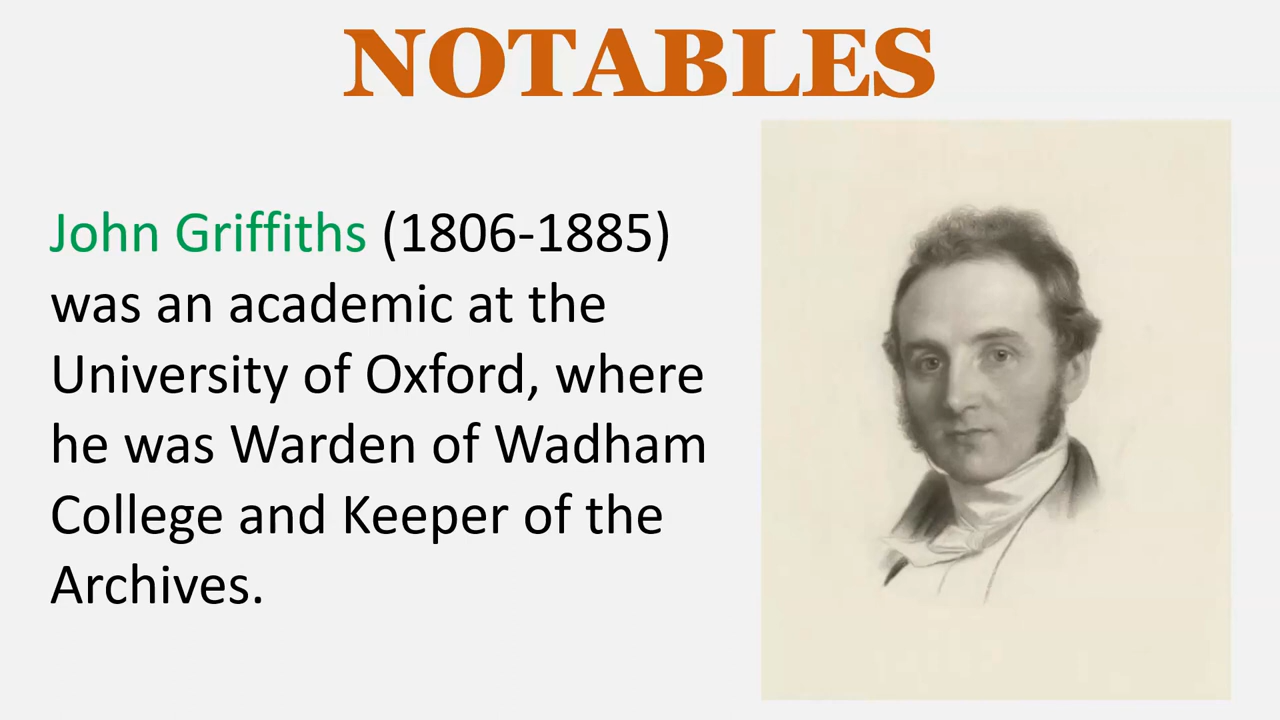 NOTABLES
John Griffiths (1806-1885)
was an academic at the
University of Oxford, where
he was Warden of Wadham
College and Keeper of the
Archives.